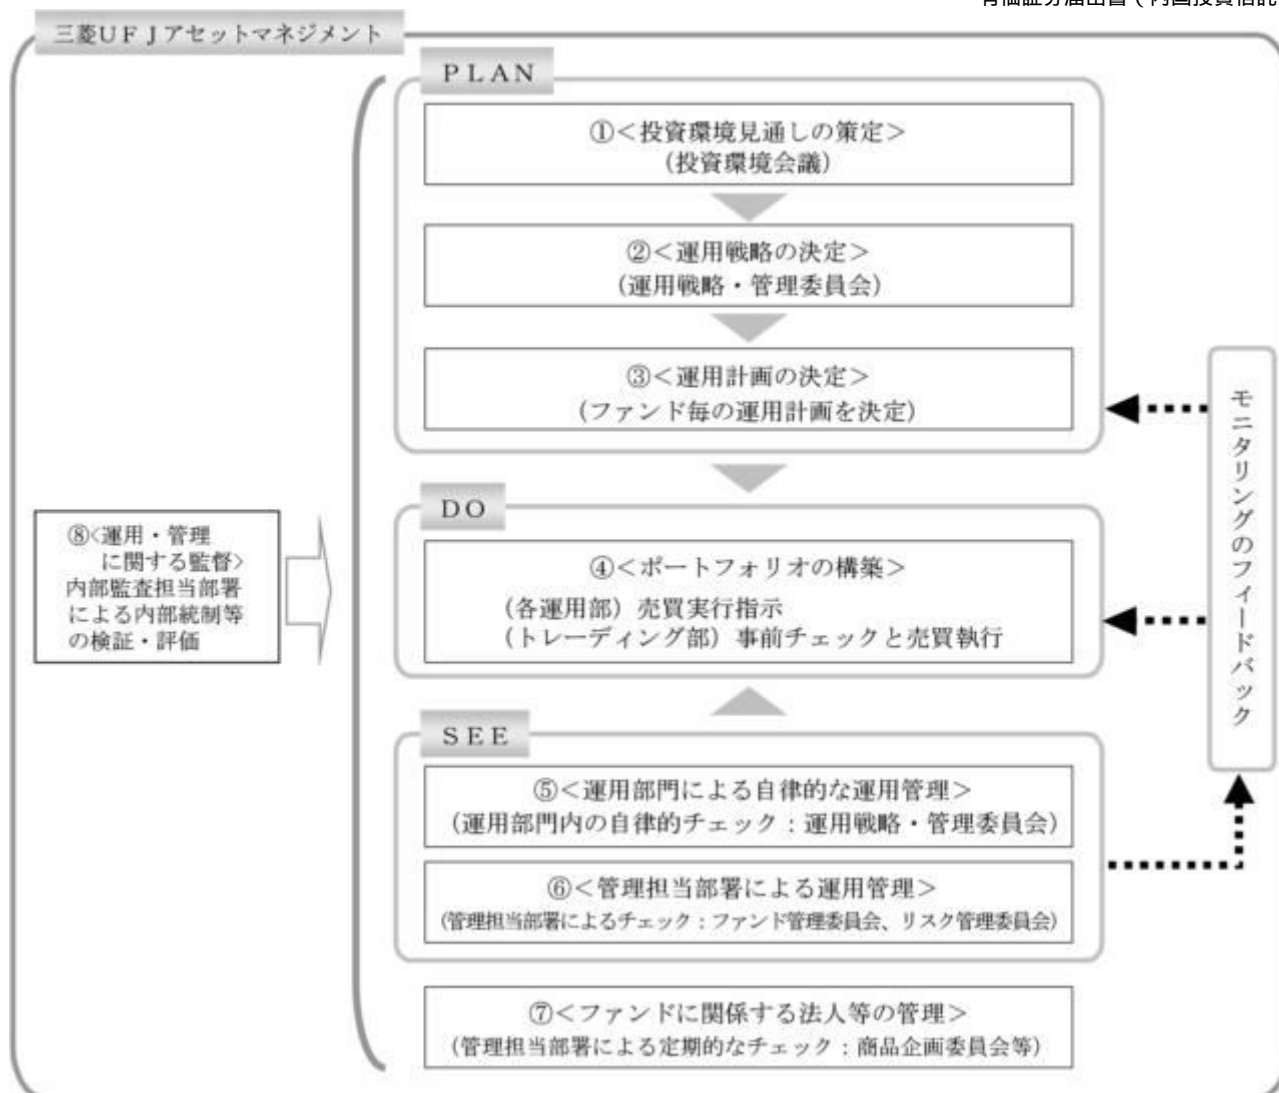 三菱UFJアセットマネジメント
PLAN
①<投資環境見通しの策定>
(投資環境会議)
②<運用戦略の決定>
(運用戦略・管理委員会)
③<運用計画の決定>
(ファンド毎の運用計画を決定)
DO
④<ポートフォリオの構築>
(各運用部)売買実行指示
(トレーディング部)事前チェックと売買執行
SEE
⑤<運用部門による自律的な運用管理>
(運用部門内の自律的チェック:運用戦略・管理委員会)
⑥<管理担当部署による運用管理>
(管理担当部署によるチェック:ファンド管理委員会、リスク管理委員会)
⑦<ファンドに関係する法人等の管理>
(管理担当部署による定期的なチェック:商品企画委員会等)
⑧<運用・管理
に関する監督>
内部監査担当部署
による内部統制等
の検証・評価
モニタリングのフィードバック